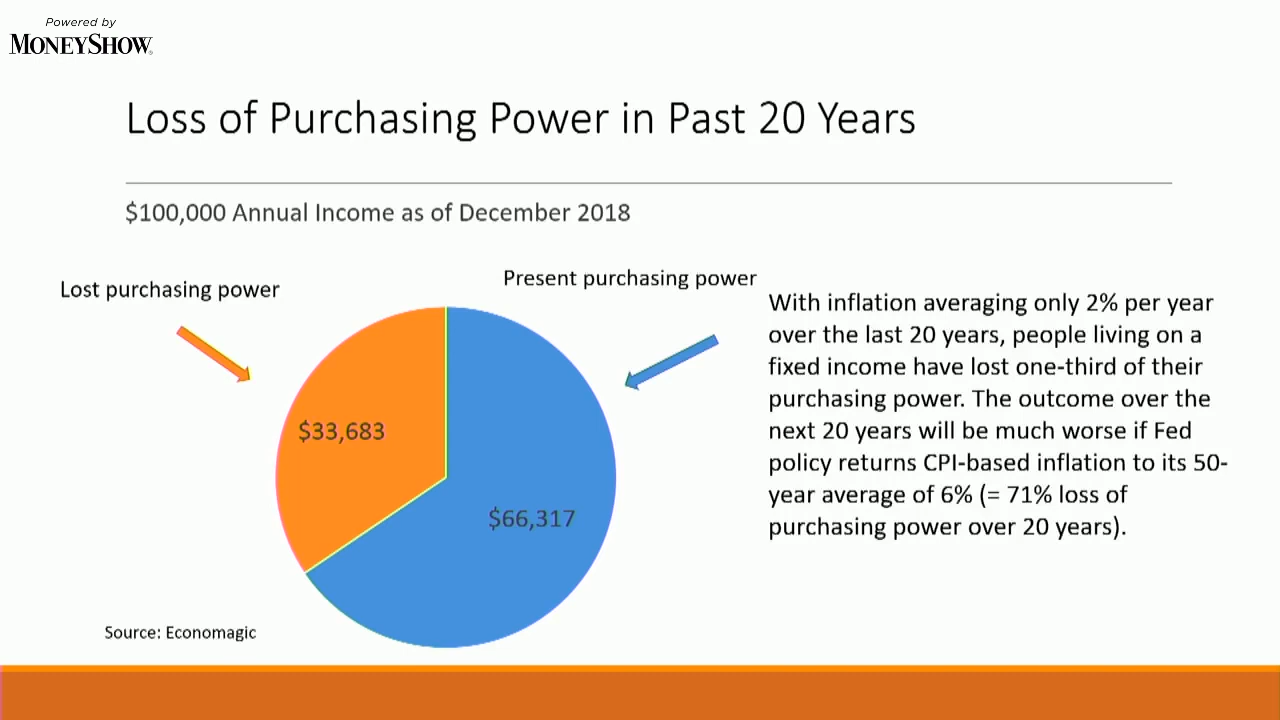 Powered by
MONEYSHOW
Loss of Purchasing Power in Past 20 Years
$100,000 Annual Income as of December 2018
Lost purchasing power
Present purchasing power
$33,683
$66,317
With inflation averaging only 2% per year
over the last 20 years, people living on a
fixed income have lost one-third of their
purchasing power. The outcome over the
next 20 years will be much worse if Fed
policy returns CPI-based inflation to its 50-
year average of 6% (= 71% loss of
purchasing power over 20 years).
Source: Economagic